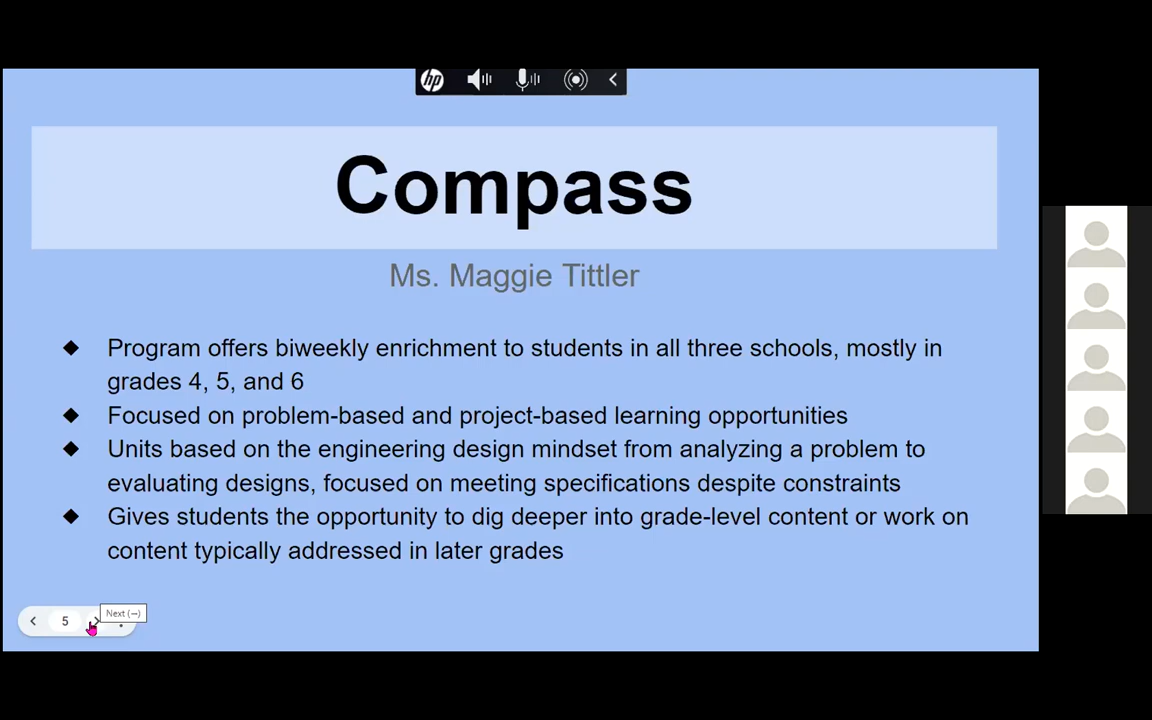 hp
Compass
Ms. Maggie Tittler
◆ Program offers biweekly enrichment to students in all three schools, mostly in
grades 4, 5, and 6
◆ Focused on problem-based and project-based learning opportunities
◆ Units based on the engineering design mindset from analyzing a problem to
evaluating designs, focused on meeting specifications despite constraints
◆ Gives students the opportunity to dig deeper into grade-level content or work on
content typically addressed in later grades
Next (→)
5